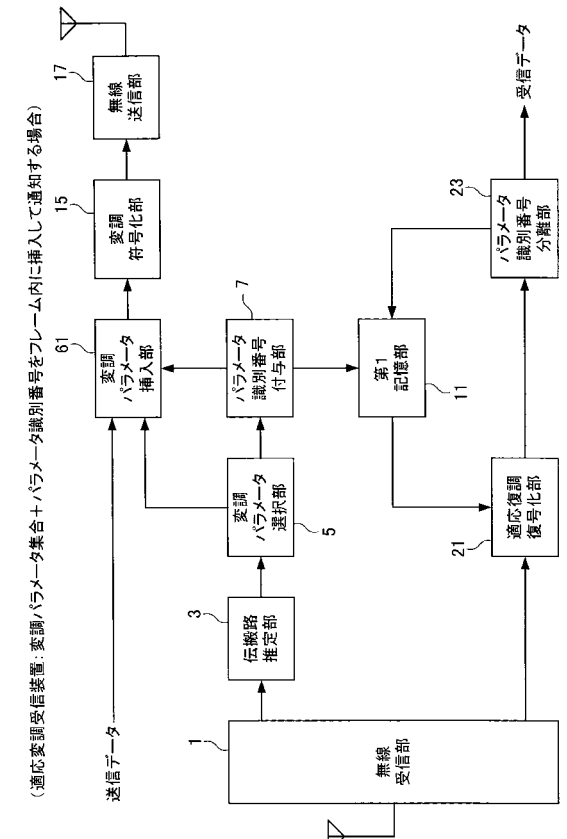 (適応変調受信装置：変調パラメータ集合＋パラメータ識別番号をフレーム内に挿入して通知する場合)
送信データ
61
変調
パラメータ
挿入部
15
変調
符号化部
17
無線
送信部
1
無線
受信部
3
伝搬路
推定部
変調
パラメータ
選択部
5
7
パラメータ
識別番号
付与部
第1
記憶部
11
適応復調
復号化部
21
23
パラメータ
識別番号
分離部
受信データ